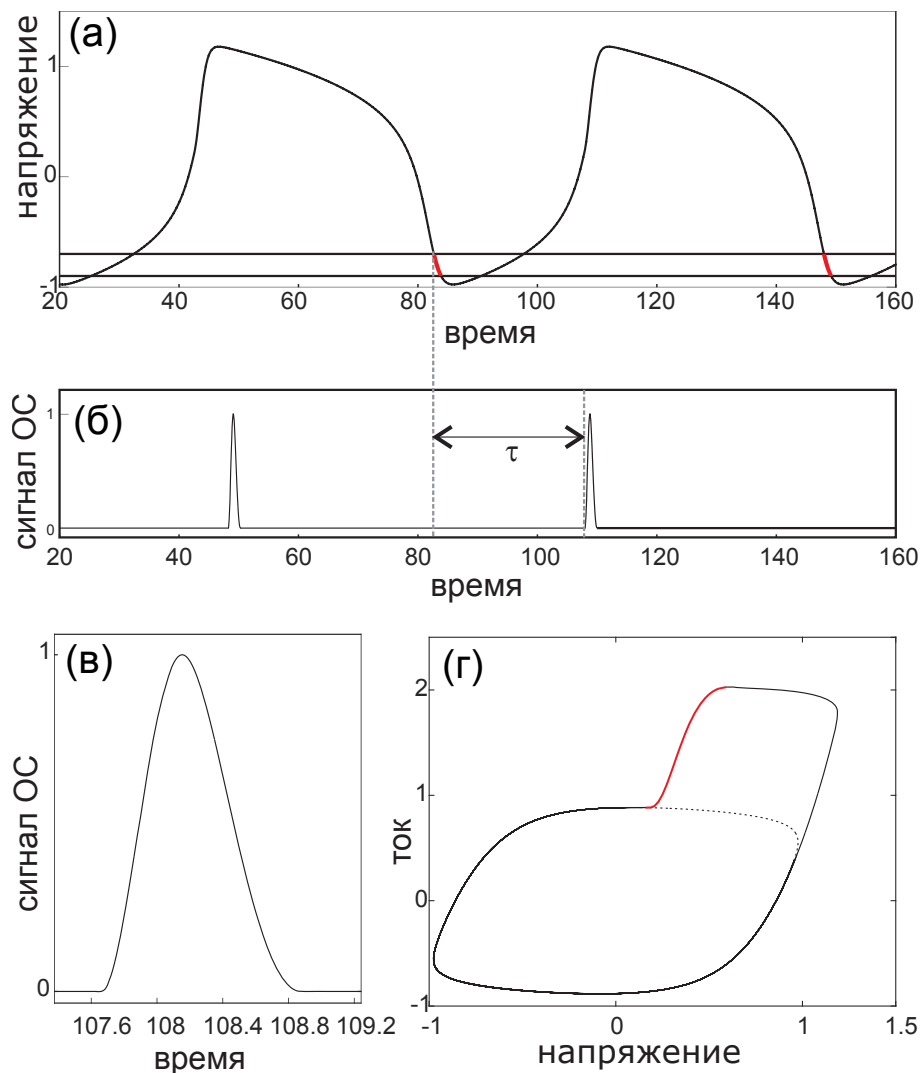 (а)
напряжение
1
0
-1
20 40 60 80 100 120 140 160
время
(б)
сигнал ОС
1
0
τ
20 40 60 80 100 120 140 160
время
(в)
сигнал ОС
1
0
107.6 108 108.4 108.8 109.2
время
(г)
ток
2
1
0
-1
-1 0 1 1.5
напряжение